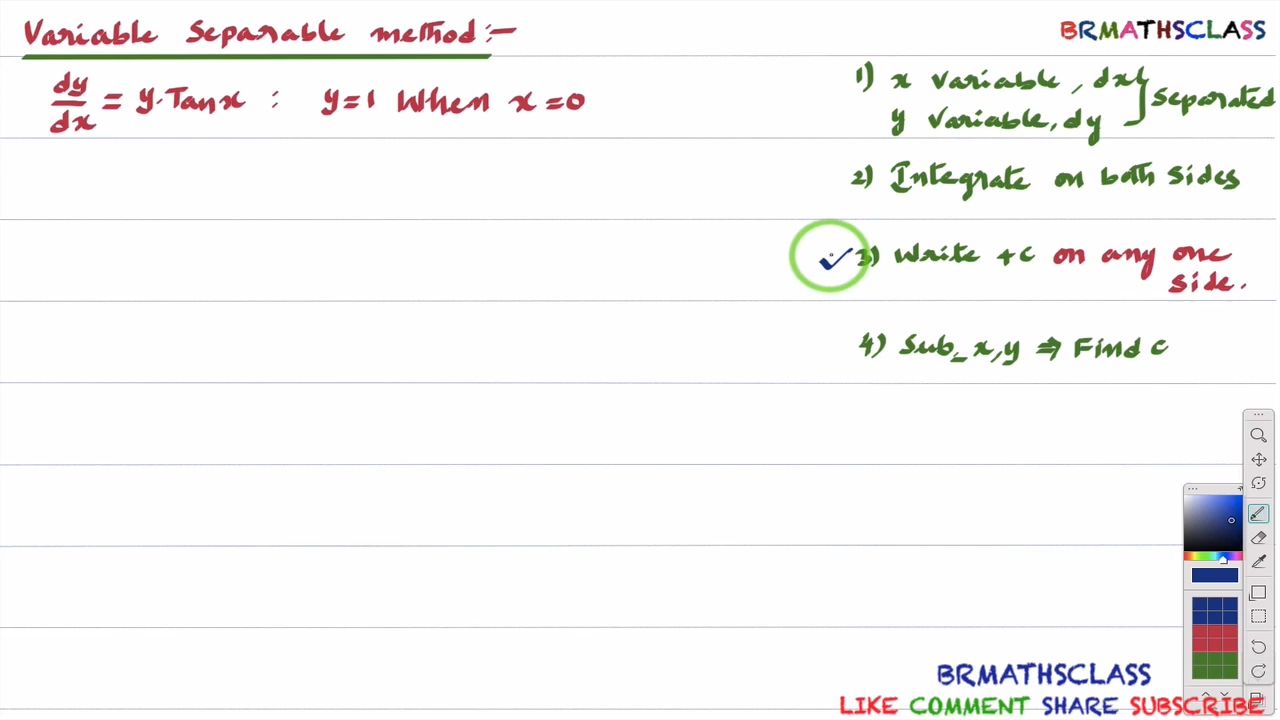 Variable Separable method :-
BRMATHSCLASS
dy/dx = y. Tanx : y=1 When x=0
1) x variable, dx } Separated
y variable, dy
2) Integrate on both sides
3) Write +c on any one
side.
4) Sub_ x,y ⇒ Find c
BRMATHSCLASS
LIKE COMMENT SHARE SUBSCRIBE